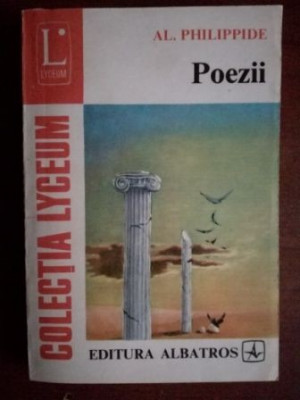 L
LYCEUM
AL. PHILIPPIDE
Poezii
COLECȚIA LYCEUM
EDITURA ALBATROS